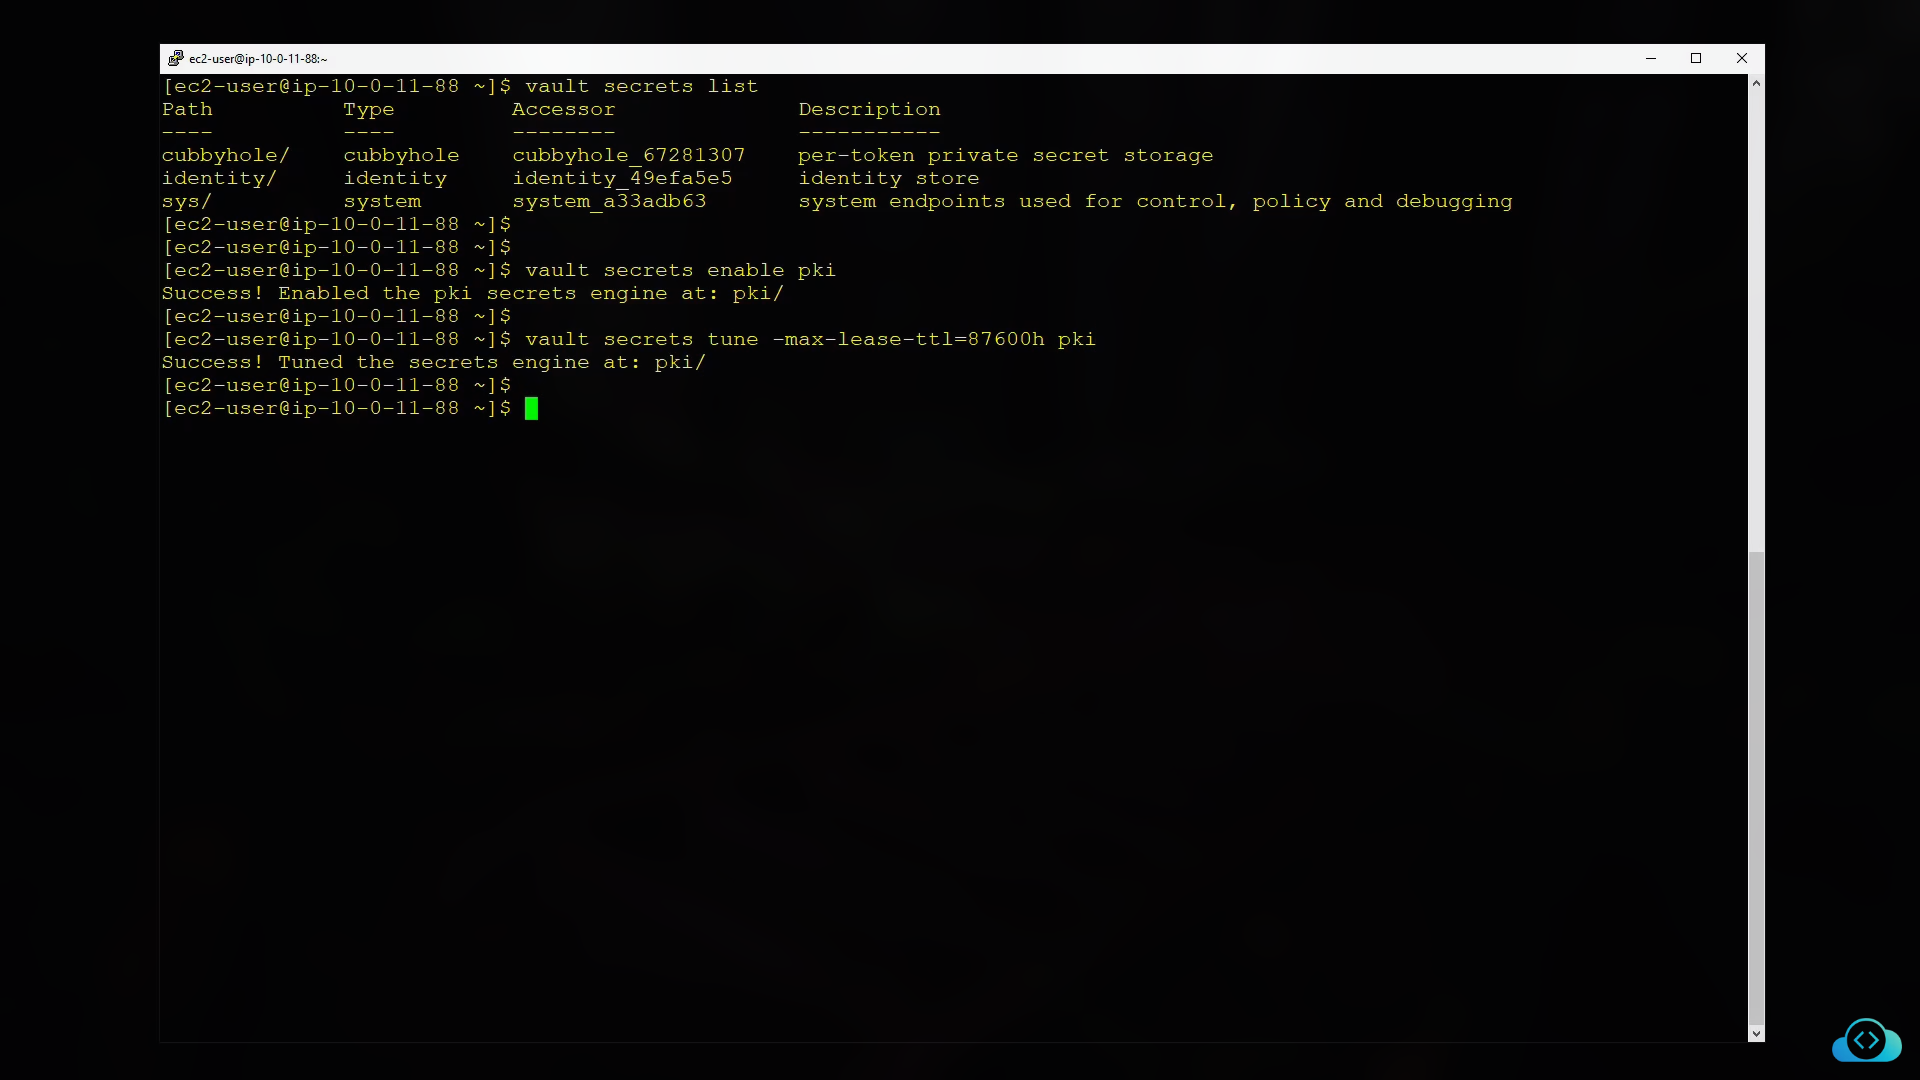 ec2-user@ip-10-0-11-88:~
[ec2-user@ip-10-0-11-88 ~]$ vault secrets list
Path          Type         Accessor              Description
----          ----         --------              -----------
cubbyhole/    cubbyhole    cubbyhole_67281307    per-token private secret storage
identity/     identity     identity_49efa5e5     identity store
sys/          system       system_a33adb63       system endpoints used for control, policy and debugging
[ec2-user@ip-10-0-11-88 ~]$
[ec2-user@ip-10-0-11-88 ~]$
[ec2-user@ip-10-0-11-88 ~]$ vault secrets enable pki
Success! Enabled the pki secrets engine at: pki/
[ec2-user@ip-10-0-11-88 ~]$
[ec2-user@ip-10-0-11-88 ~]$ vault secrets tune -max-lease-ttl=87600h pki
Success! Tuned the secrets engine at: pki/
[ec2-user@ip-10-0-11-88 ~]$
[ec2-user@ip-10-0-11-88 ~]$